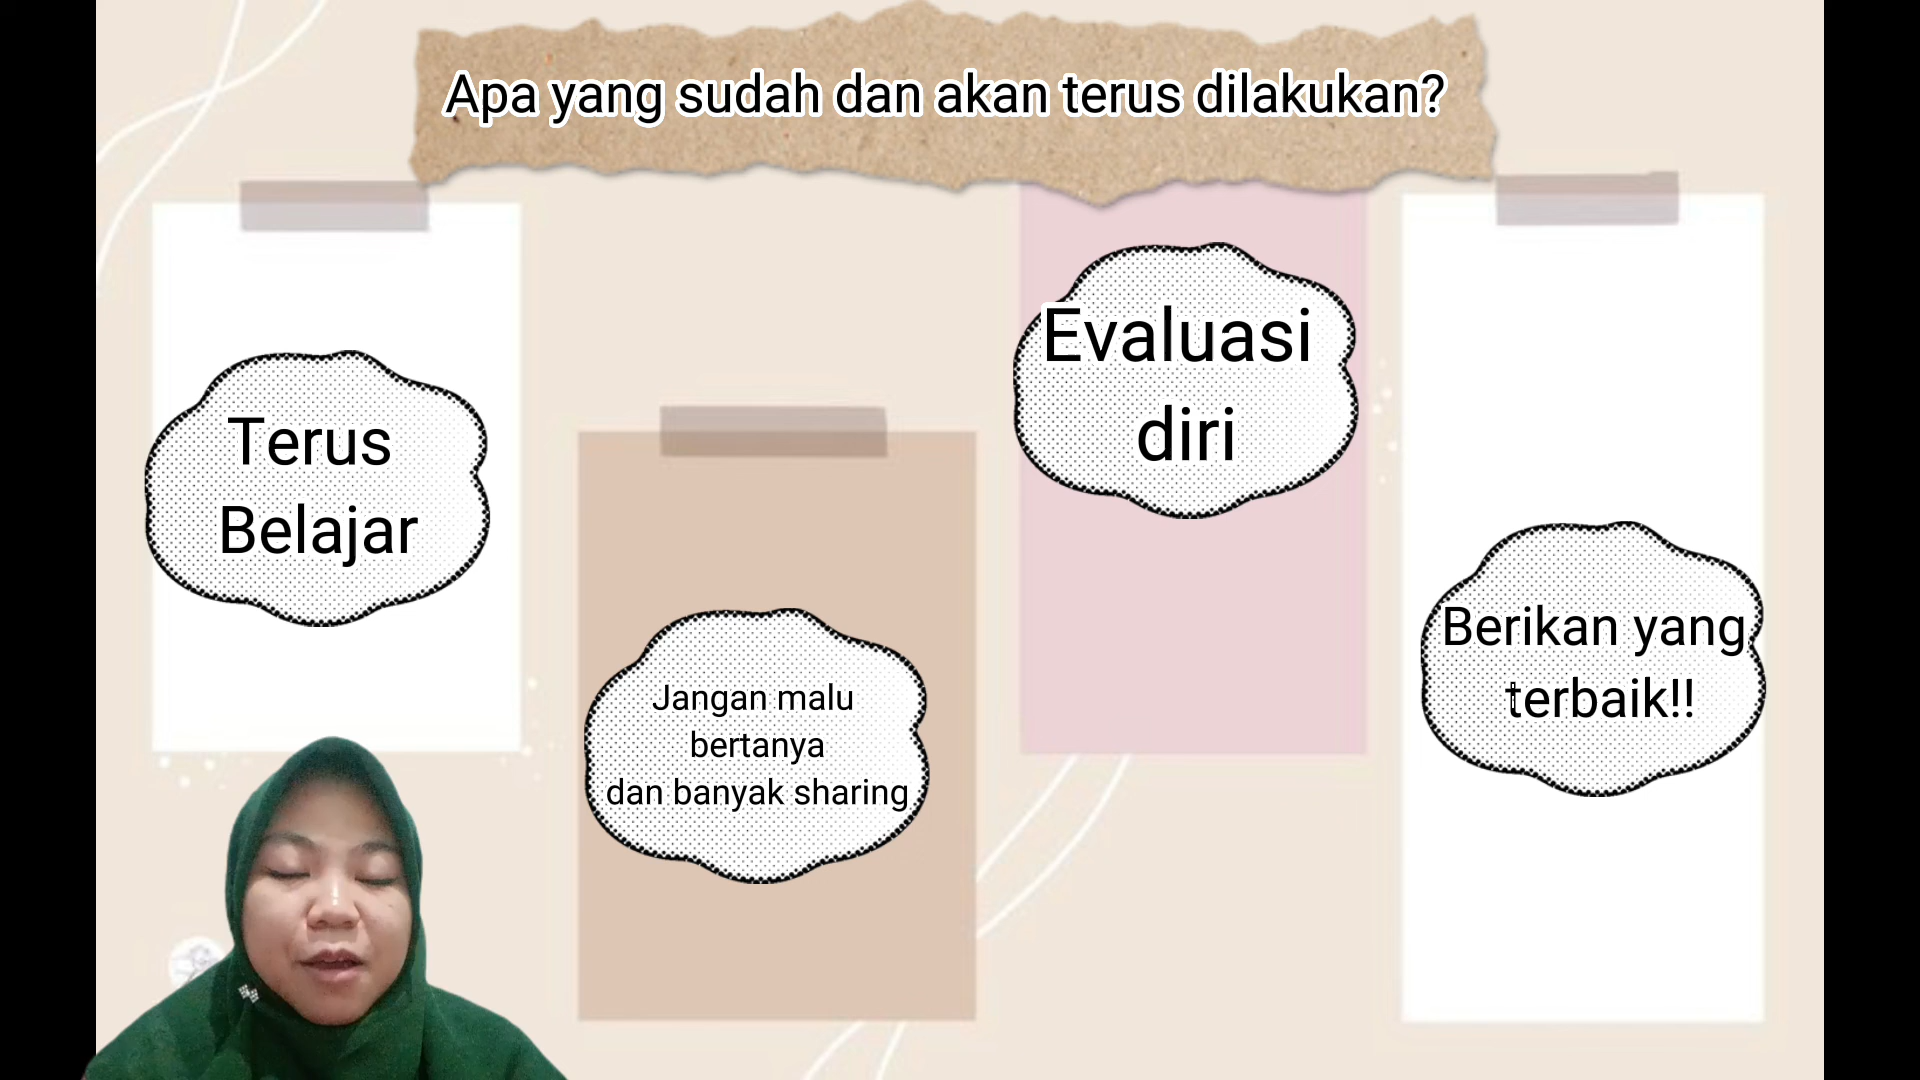 Apa yang sudah dan akan terus dilakukan?
Terus
Belajar
Jangan malu
bertanya
dan banyak sharing
Evaluasi
diri
Berikan yang
terbaik!!